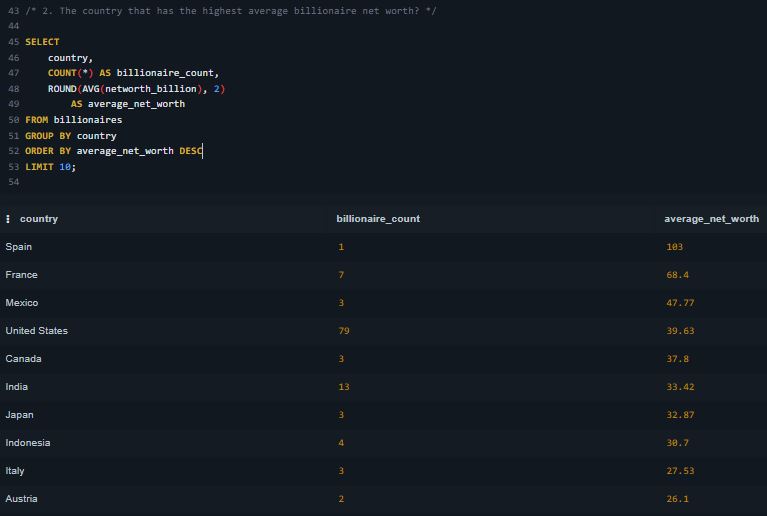 43 /* 2. The country that has the highest average billionaire net worth? */
44
45 SELECT
46     country,
47     COUNT(*) AS billionaire_count,
48     ROUND(AVG(networth_billion), 2)
49         AS average_net_worth
50 FROM billionaires
51 GROUP BY country
52 ORDER BY average_net_worth DESC
53 LIMIT 10;
54
country billionaire_count average_net_worth
Spain 1 103
France 7 68.4
Mexico 3 47.77
United States 79 39.63
Canada 3 37.8
India 13 33.42
Japan 3 32.87
Indonesia 4 30.7
Italy 3 27.53
Austria 2 26.1